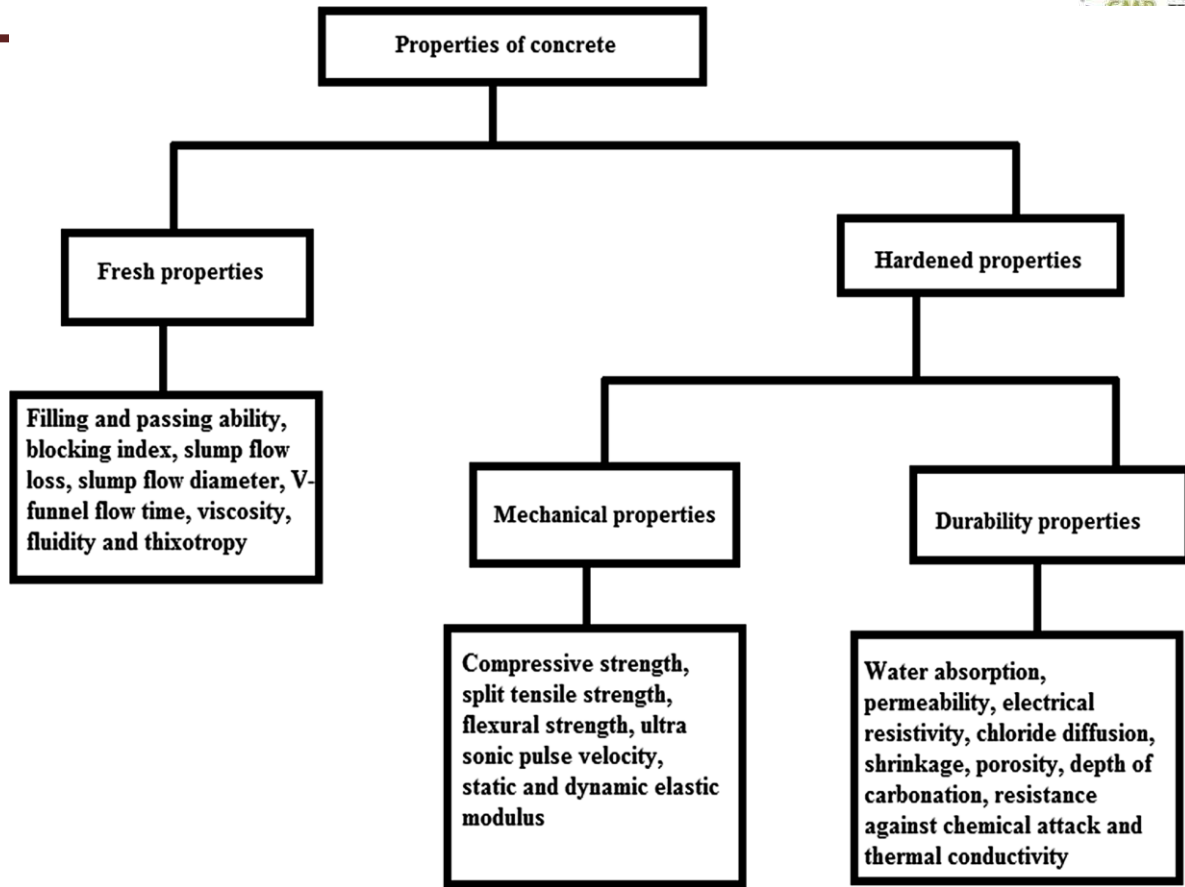 Properties of concrete
Fresh properties
Hardened properties
Filling and passing ability,
blocking index, slump flow
loss, slump flow diameter, V-
funnel flow time, viscosity,
fluidity and thixotropy
Mechanical properties
Durability properties
Compressive strength,
split tensile strength,
flexural strength, ultra
sonic pulse velocity,
static and dynamic elastic
modulus
Water absorption,
permeability, electrical
resistivity, chloride diffusion,
shrinkage, porosity, depth of
carbonation, resistance
against chemical attack and
thermal conductivity